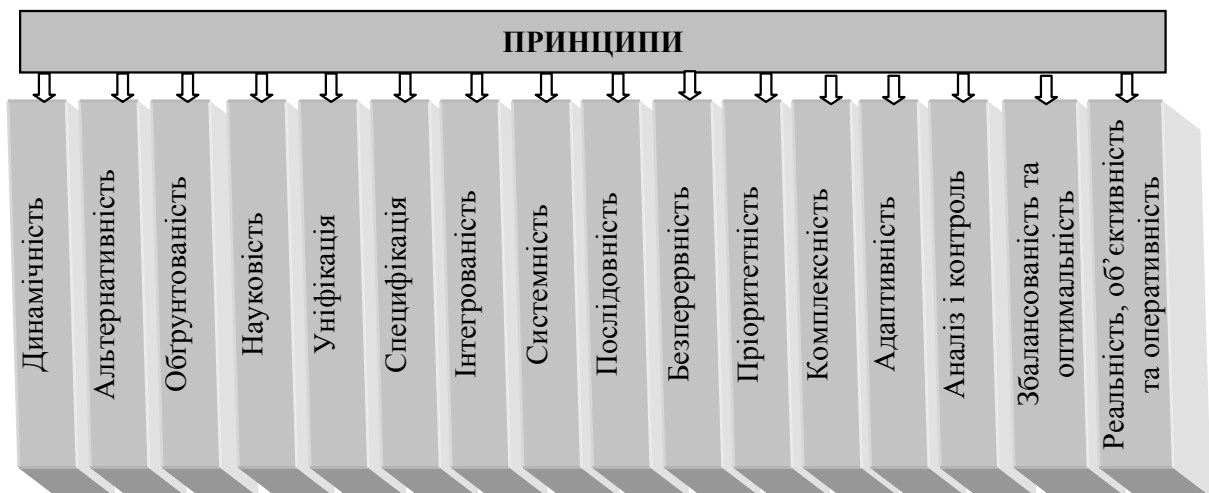 ПРИНЦИПИ
Динамічність
Альтернативність
Обґрунтованість
Науковість
Уніфікація
Специфікація
Інтегрованість
Системність
Послідовність
Безперервність
Пріоритетність
Комплексність
Адаптивність
Аналіз і контроль
Збалансованість та
оптимальність
Реальність, об’єктивність
та оперативність